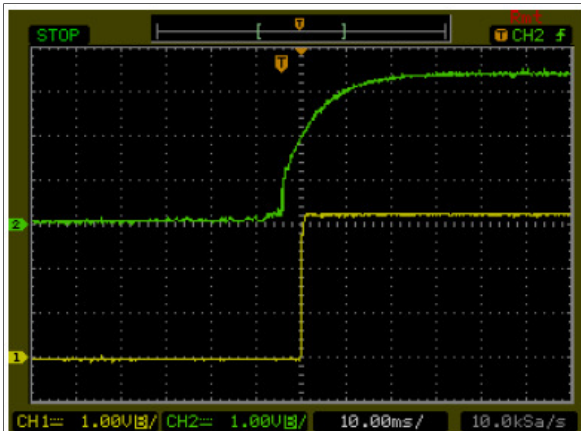 STOP
T
T
CH2
T
2
1
CH1 1.00V B/ CH2 1.00V B/ 10.00ms/ 10.0kSa/s